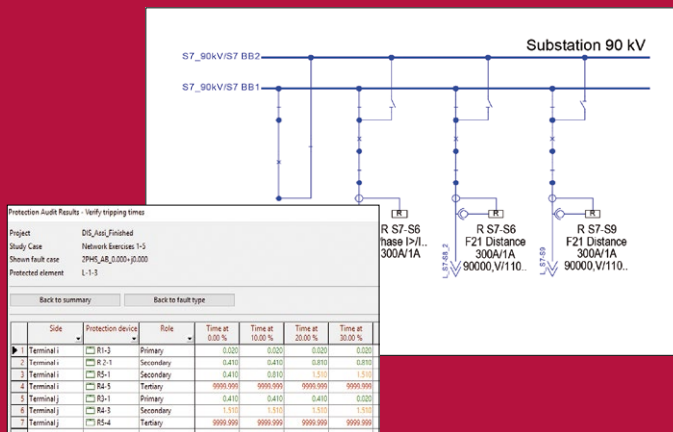 Substation 90 kV
S7_90kV/S7 BB2
S7_90kV/S7 BB1
R
R
R
R S7-S6
hase I>/I..
300A/1A
R S7-S6
F21 Distance
300A/1A
90000,V/110..
R S7-S9
F21 Distance
300A/1A
90000,V/110..
L_S7-S9
Protection Audit Results - Verify tripping times
Project DIS_Assi_Finished
Study Case Network Exercises 1-5
Shown fault case 2PHS_AB_0.000+j0.000
Protected element L-1-3
Back to summary Back to fault type
Side Protection device Role Time at 0.00 % Time at 10.00 % Time at 20.00 % Time at 30.00 %
1 Terminal i R1-3 Primary 0.020 0.020 0.020 0.020
2 Terminal i R 2-1 Secondary 0.410 0.410 0.810 0.810
3 Terminal i R5-1 Secondary 0.410 0.810 1.510 1.510
4 Terminal i R4-5 Tertiary 9999.999 9999.999 9999.999 9999.999
5 Terminal j R3-1 Primary 0.410 0.410 0.410 0.020
6 Terminal j R4-3 Secondary 1.510 1.510 1.510 1.510
7 Terminal j R5-4 Tertiary 9999.999 9999.999 9999.999 9999.999